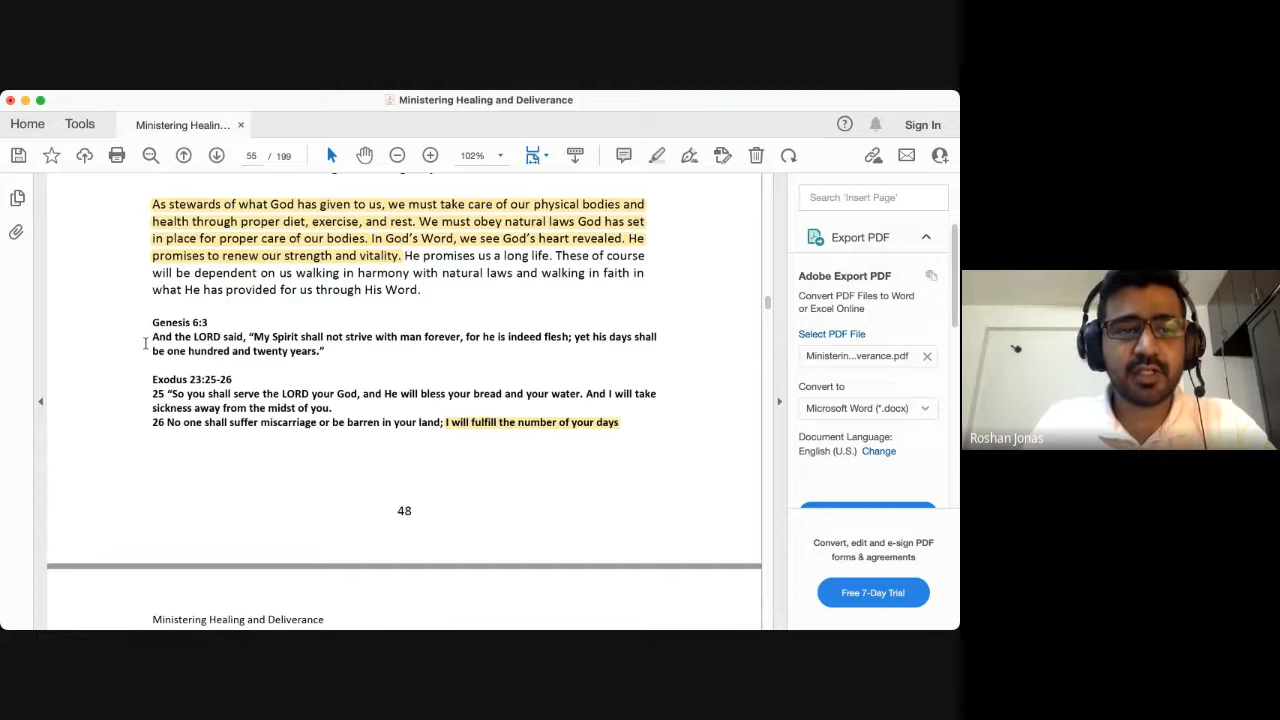 Ministering Healing and Deliverance
Home
Tools
Ministering Healin...
×
Sign In
55 / 199
102%
As stewards of what God has given to us, we must take care of our physical bodies and
health through proper diet, exercise, and rest. We must obey natural laws God has set
in place for proper care of our bodies. In God's Word, we see God's heart revealed. He
promises to renew our strength and vitality. He promises us a long life. These of course
will be dependent on us walking in harmony with natural laws and walking in faith in
what He has provided for us through His Word.
Genesis 6:3
And the LORD said, “My Spirit shall not strive with man forever, for he is indeed flesh; yet his days shall
be one hundred and twenty years.”
Exodus 23:25-26
25 “So you shall serve the LORD your God, and He will bless your bread and your water. And I will take
sickness away from the midst of you.
26 No one shall suffer miscarriage or be barren in your land; I will fulfill the number of your days
48
Ministering Healing and Deliverance
Search 'Insert Page'
Export PDF
Adobe Export PDF
Convert PDF Files to Word
or Excel Online
Select PDF File
Ministerin...verance.pdf
Convert to
Microsoft Word (*.docx)
Document Language:
English (U.S.) Change
Convert, edit and e-sign PDF
forms & agreements
Free 7-Day Trial
Roshan Jonas